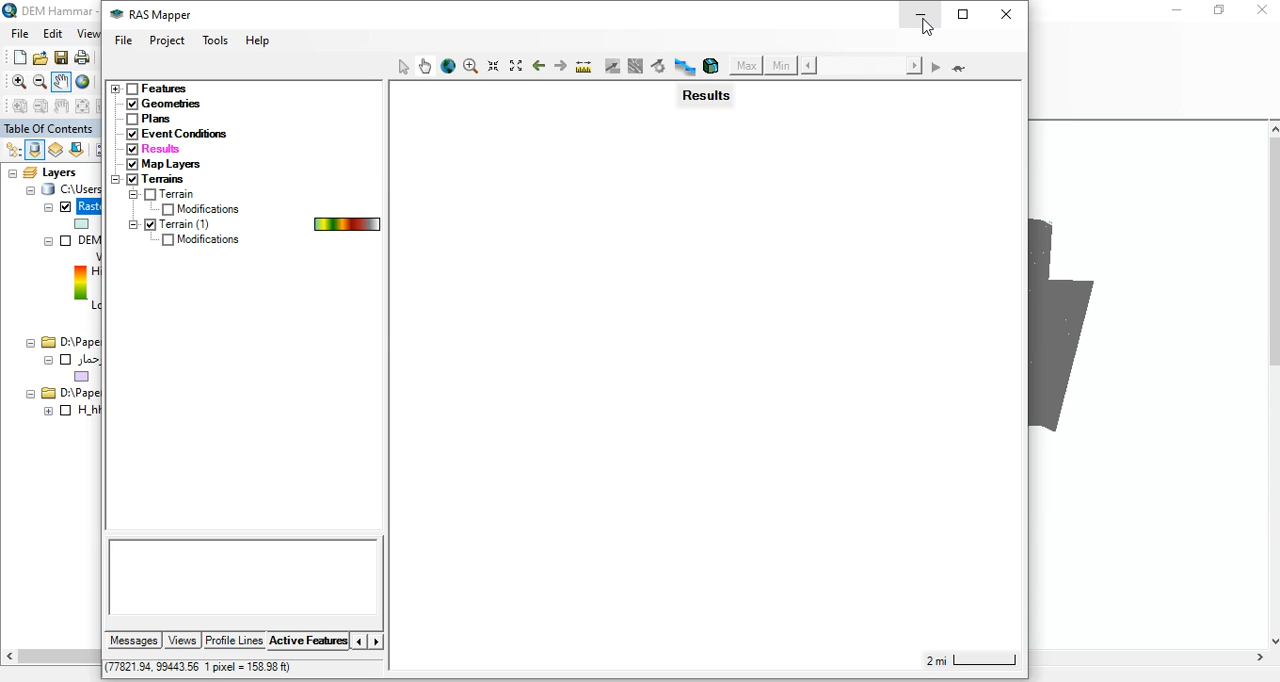 DEM Hammar -
RAS Mapper
File Edit View
File Project Tools Help
Max Min
Table Of Contents
Layers
C:\Users
Raste
DEM
Hi
Lo
D:\Pape
حمار
D:\Pape
H_hh
Features
Geometries
Plans
Event Conditions
Results
Map Layers
Terrains
Terrain
Modifications
Terrain (1)
Modifications
Results
Messages Views Profile Lines Active Features
(77821.94, 99443.56 1 pixel = 158.98 ft)
2 mi